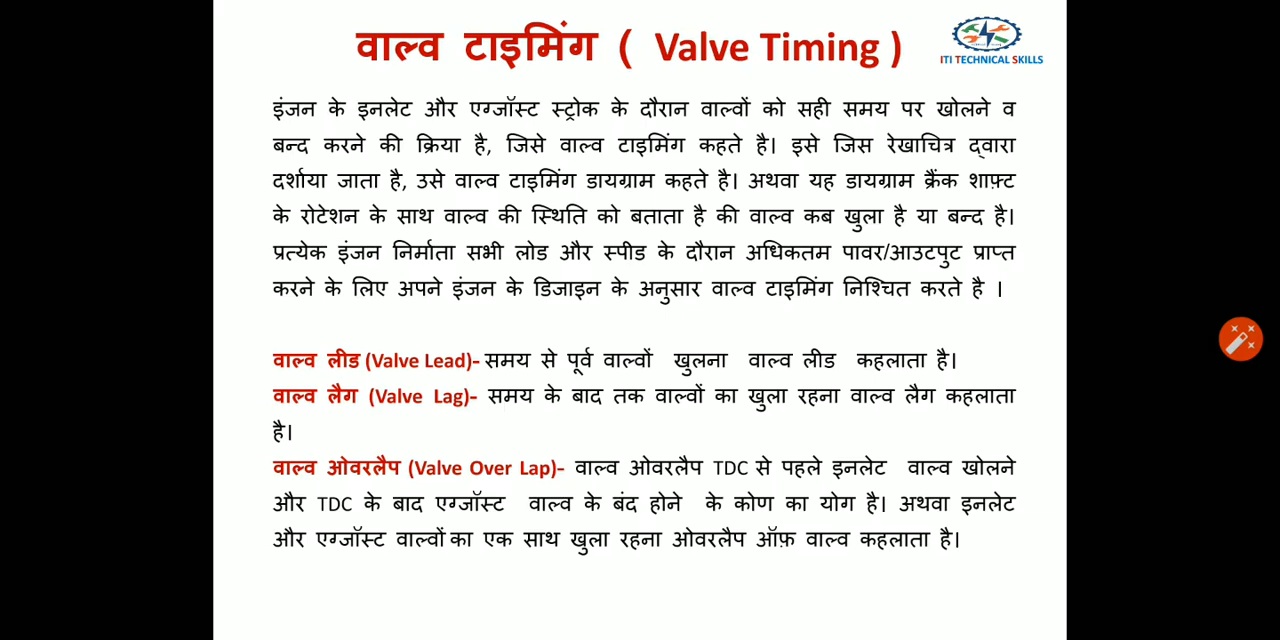 वाल्व टाइमिंग ( Valve Timing )
ITI TECHNICAL SKILLS
इंजन के इनलेट और एग्जॉस्ट स्ट्रोक के दौरान वाल्वों को सही समय पर खोलने व
बन्द करने की क्रिया है, जिसे वाल्व टाइमिंग कहते है। इसे जिस रेखाचित्र द्वारा
दर्शाया जाता है, उसे वाल्व टाइमिंग डायग्राम कहते है। अथवा यह डायग्राम क्रैंक शाफ़्ट
के रोटेशन के साथ वाल्व की स्थिति को बताता है की वाल्व कब खुला है या बन्द है।
प्रत्येक इंजन निर्माता सभी लोड और स्पीड के दौरान अधिकतम पावर/आउटपुट प्राप्त
करने के लिए अपने इंजन के डिजाइन के अनुसार वाल्व टाइमिंग निश्चित करते है ।
वाल्व लीड (Valve Lead)- समय से पूर्व वाल्वों खुलना वाल्व लीड कहलाता है।
वाल्व लैग (Valve Lag)- समय के बाद तक वाल्वों का खुला रहना वाल्व लैग कहलाता
है।
वाल्व ओवरलैप (Valve Over Lap)- वाल्व ओवरलैप TDC से पहले इनलेट वाल्व खोलने
और TDC के बाद एग्जॉस्ट वाल्व के बंद होने के कोण का योग है। अथवा इनलेट
और एग्जॉस्ट वाल्वों का एक साथ खुला रहना ओवरलैप ऑफ़ वाल्व कहलाता है।